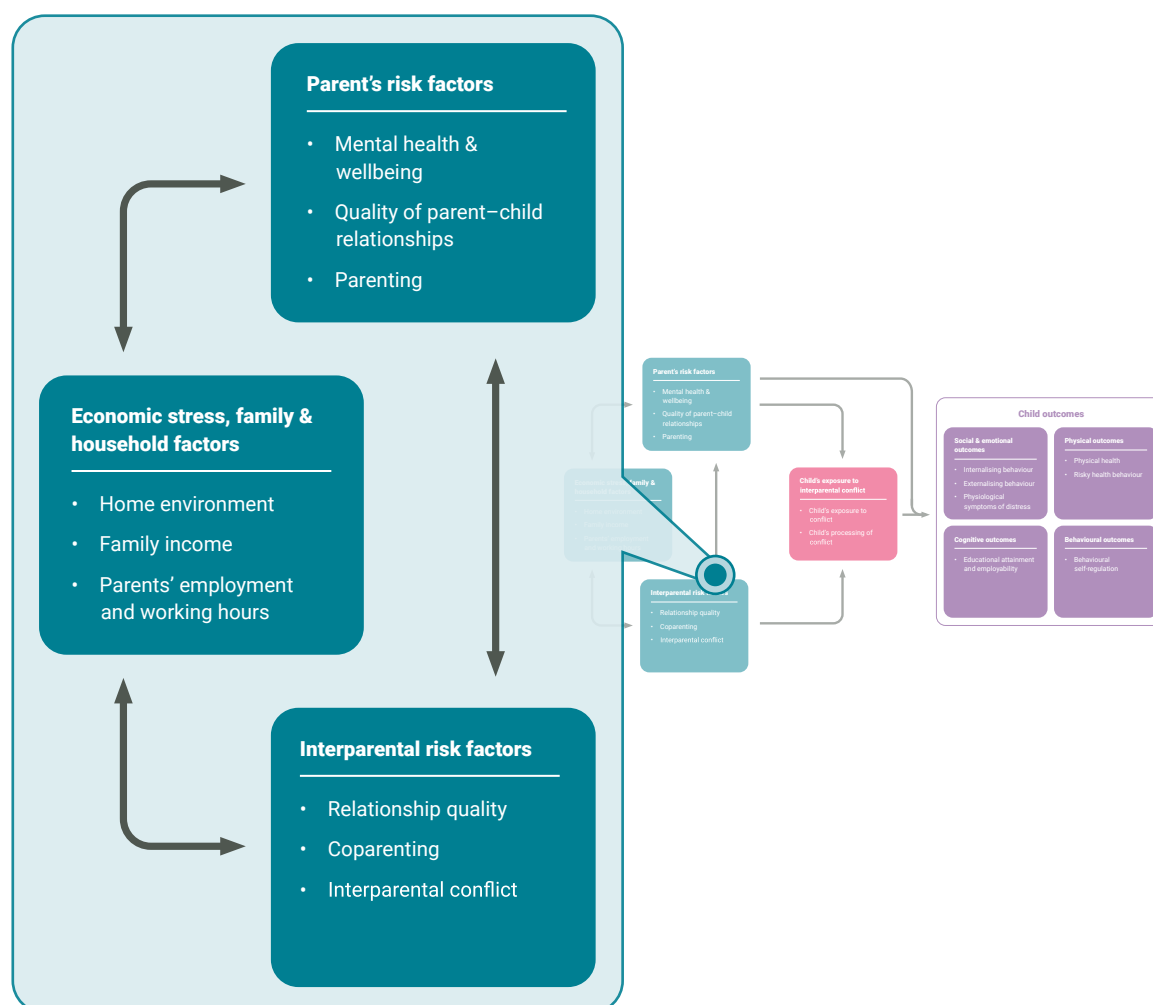 Parent’s risk factors
• Mental health &
wellbeing
• Quality of parent–child
relationships
• Parenting
Economic stress, family &
household factors
• Home environment
• Family income
• Parents’ employment
and working hours
Interparental risk factors
• Relationship quality
• Coparenting
• Interparental conflict
Parent’s risk factors
• Mental health &
wellbeing
• Quality of parent–child
relationships
• Parenting
family &
Interparental risk
• Relationship quality
• Coparenting
• Interparental conflict
Child’s exposure to
interparental conflict
• Child’s exposure to
conflict
• Child’s processing of
conflict
Child outcomes
Social & emotional
outcomes
• Internalising behaviour
• Externalising behaviour
• Physiological
symptoms of distress
Physical outcomes
• Physical health
• Risky health behaviour
Cognitive outcomes
• Educational attainment
and employability
Behavioural outcomes
• Behavioural
self-regulation